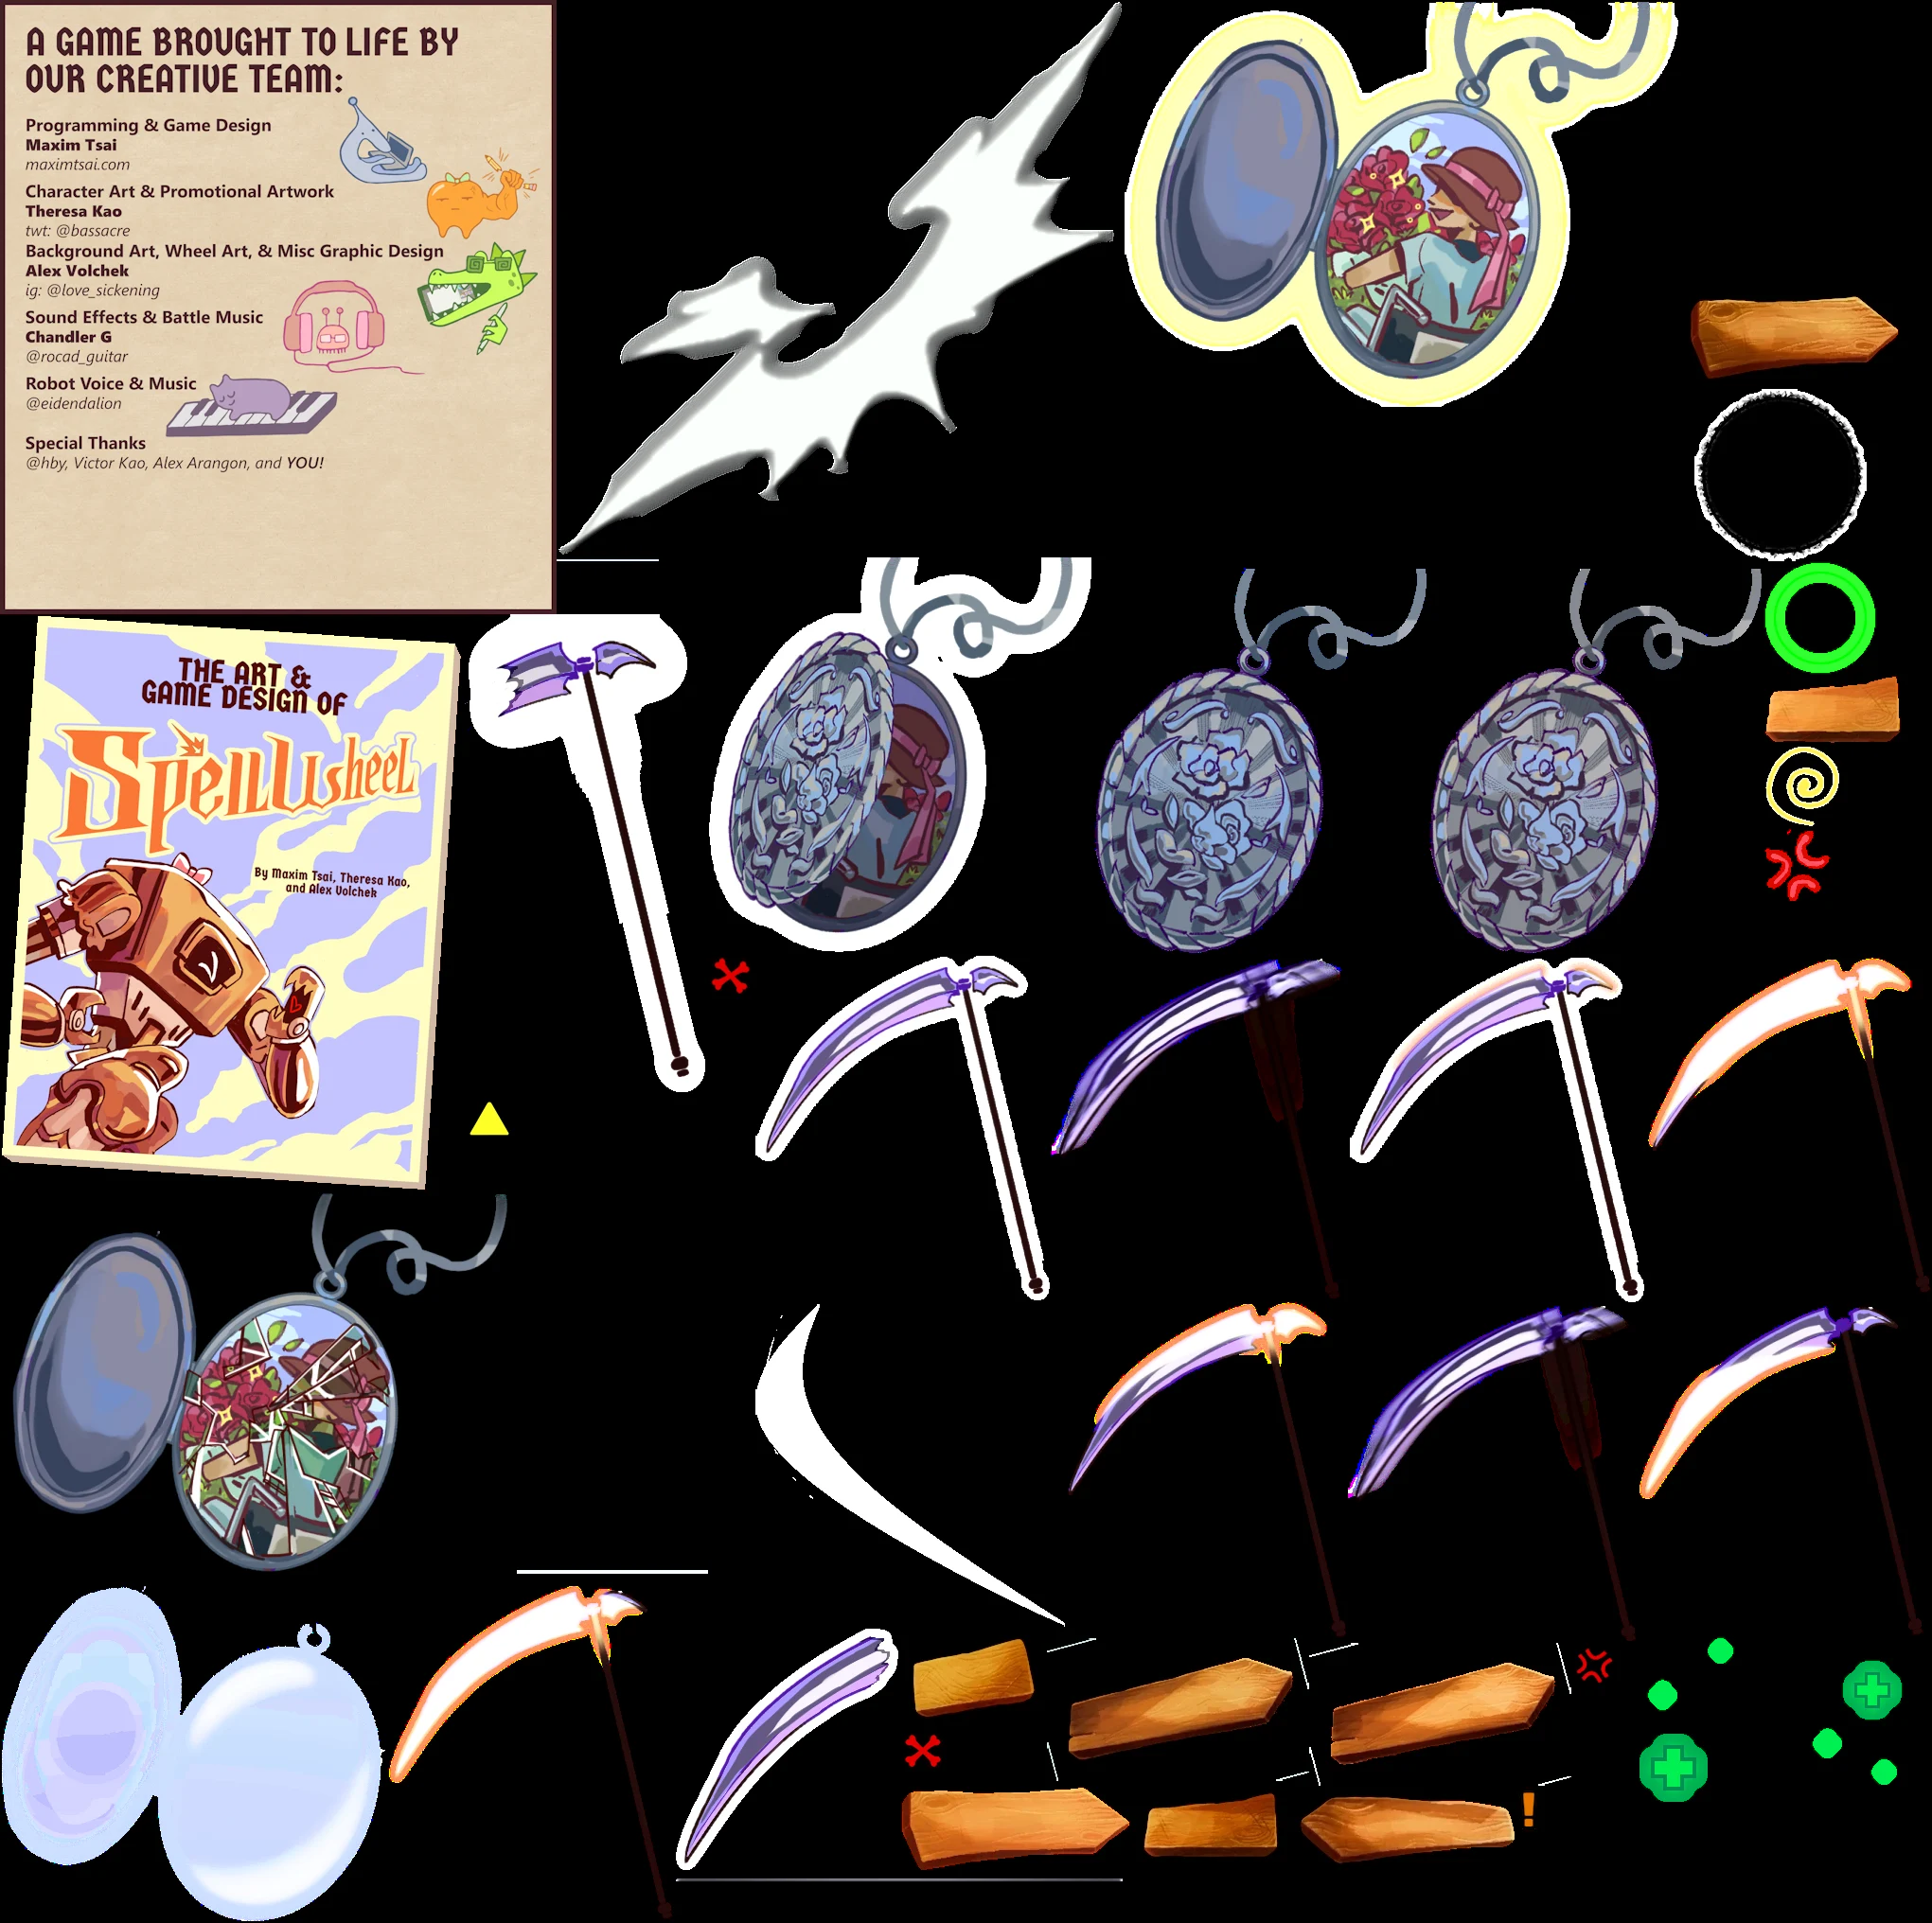 A GAME BROUGHT TO LIFE BY
OUR CREATIVE TEAM:
Programming & Game Design
Maxim Tsai
maximtsai.com
Character Art & Promotional Artwork
Theresa Kao
twt: @bassacre
Background Art, Wheel Art, & Misc Graphic Design
Alex Volchek
ig: @love_sickening
Sound Effects & Battle Music
Chandler G
@rocad_guitar
Robot Voice & Music
@eidendalion
Special Thanks
@hby, Victor Kao, Alex Arangon, and YOU!
THE ART &
GAME DESIGN OF
Spellwheel
By Maxim Tsai, Theresa Kao,
and Alex Volchek
!